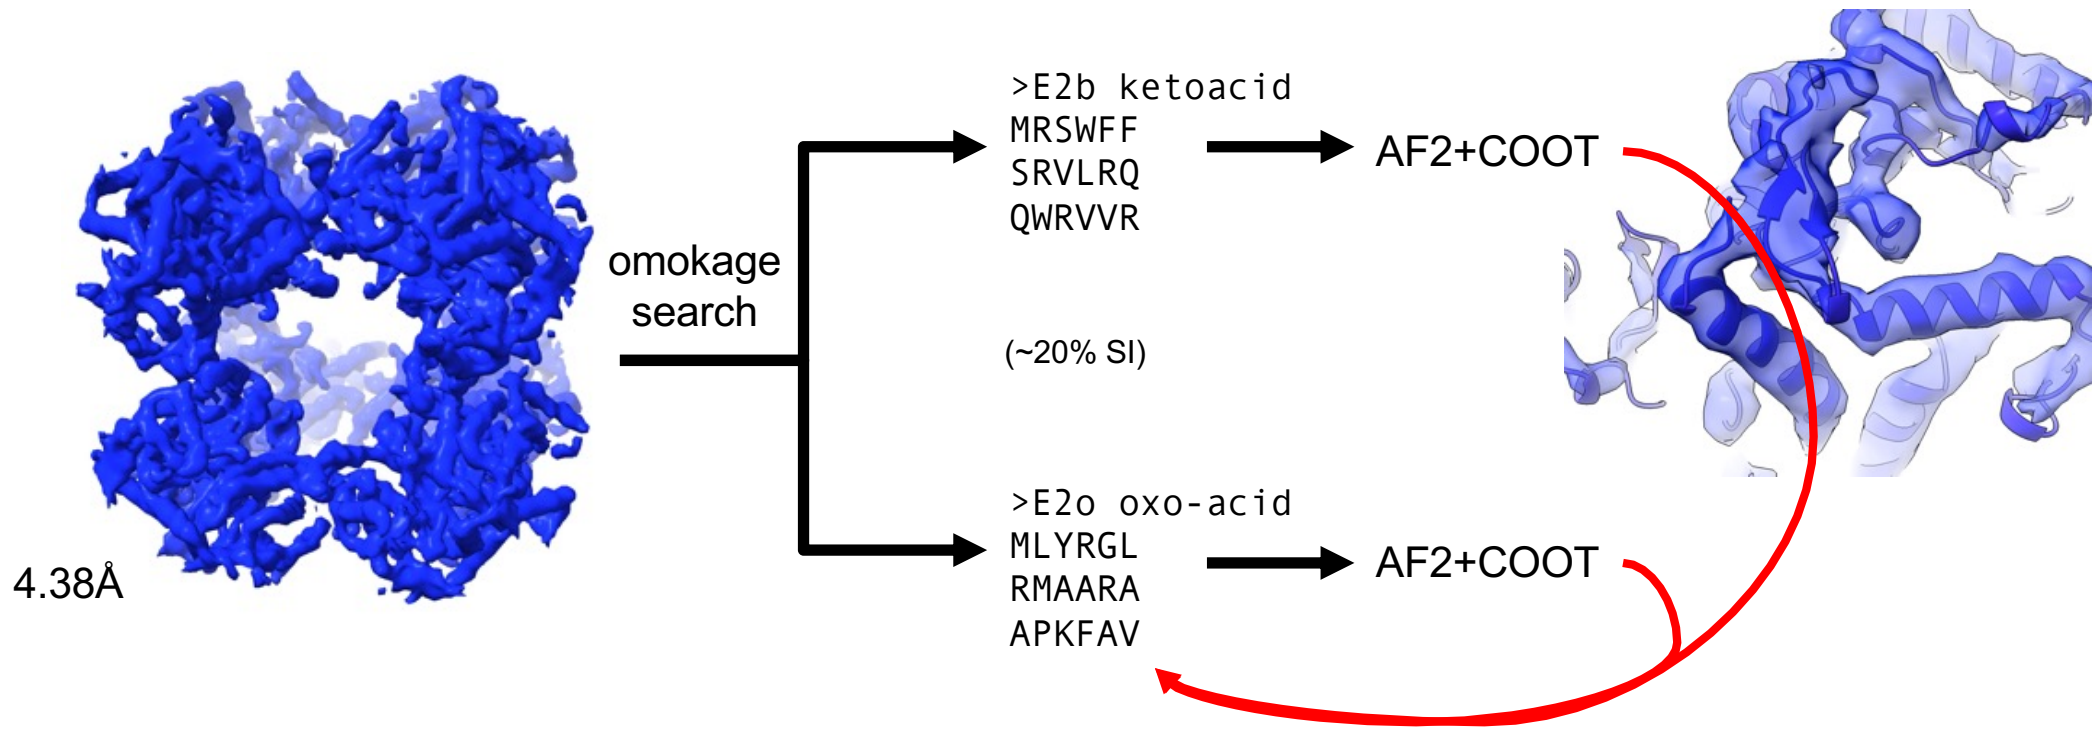 4.38Å
omokage
search
>E2b ketoacid
MRSWFF
SRVLRQ
QWRVVR
AF2+COOT
(~20% SI)
>E2o oxo-acid
MLYRGL
RMAARA
APKFAV
AF2+COOT